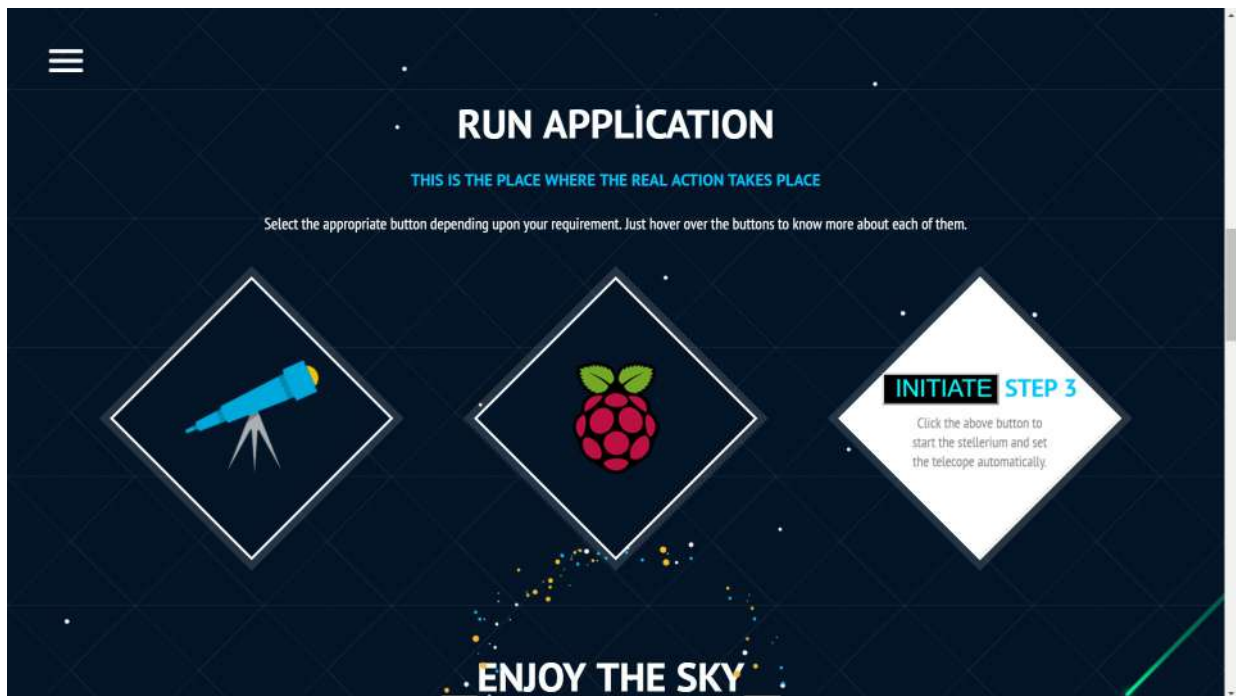 RUN APPLICATION
THIS IS THE PLACE WHERE THE REAL ACTION TAKES PLACE
Select the appropriate button depending upon your requirement. Just hover over the buttons to know more about each of them.
INITIATE STEP 3
Click the above button to
start the stellerium and set
the telecope automatically.
ENJOY THE SKY